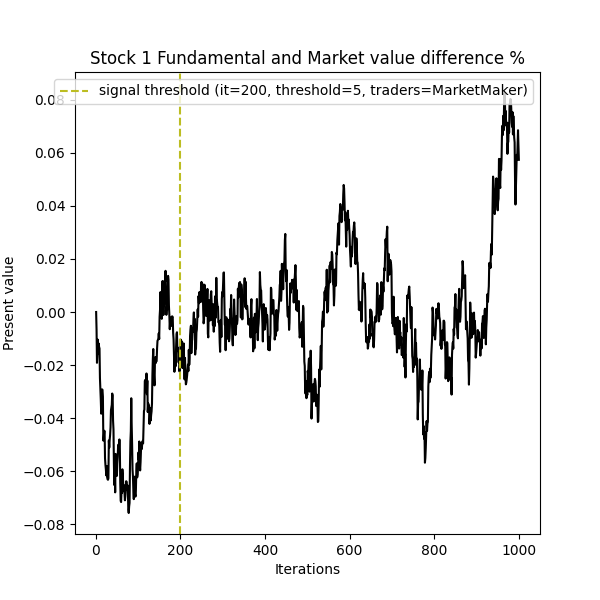 Stock 1 Fundamental and Market value difference %
signal threshold (it=200, threshold=5, traders=MarketMaker)
0.08
0.06
0.04
0.02
0.00
−0.02
−0.04
−0.06
−0.08
Present value
0 200 400 600 800 1000
Iterations